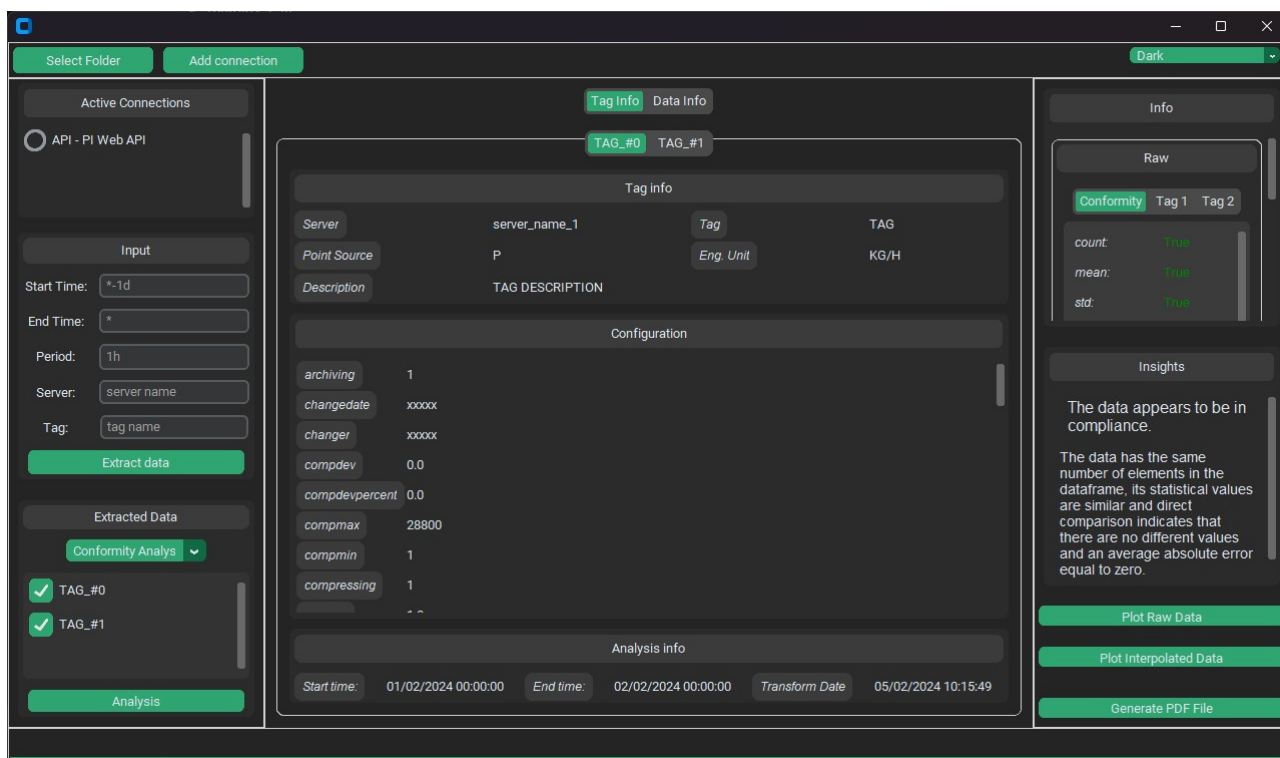 Select Folder
Add connection
Dark
Active Connections
API - PI Web API
Input
Start Time: *-1d
End Time: *
Period: 1h
Server: server name
Tag: tag name
Extract data
Extracted Data
Conformity Analys
TAG_#0
TAG_#1
Analysis
Tag Info Data Info
TAG_#0 TAG_#1
Tag info
Server server_name_1 Tag TAG
Point Source P Eng. Unit KG/H
Description TAG DESCRIPTION
Configuration
archiving 1
changedate xxxxx
changer xxxxx
compdev 0.0
compdevpercent 0.0
compmax 28800
compmin 1
compressing 1
Analysis info
Start time: 01/02/2024 00:00:00 End time: 02/02/2024 00:00:00 Transform Date 05/02/2024 10:15:49
Info
Raw
Conformity Tag 1 Tag 2
count: True
mean: True
std: True
Insights
The data appears to be in
compliance.
The data has the same
number of elements in the
dataframe, its statistical values
are similar and direct
comparison indicates that
there are no different values
and an average absolute error
equal to zero.
Plot Raw Data
Plot Interpolated Data
Generate PDF File